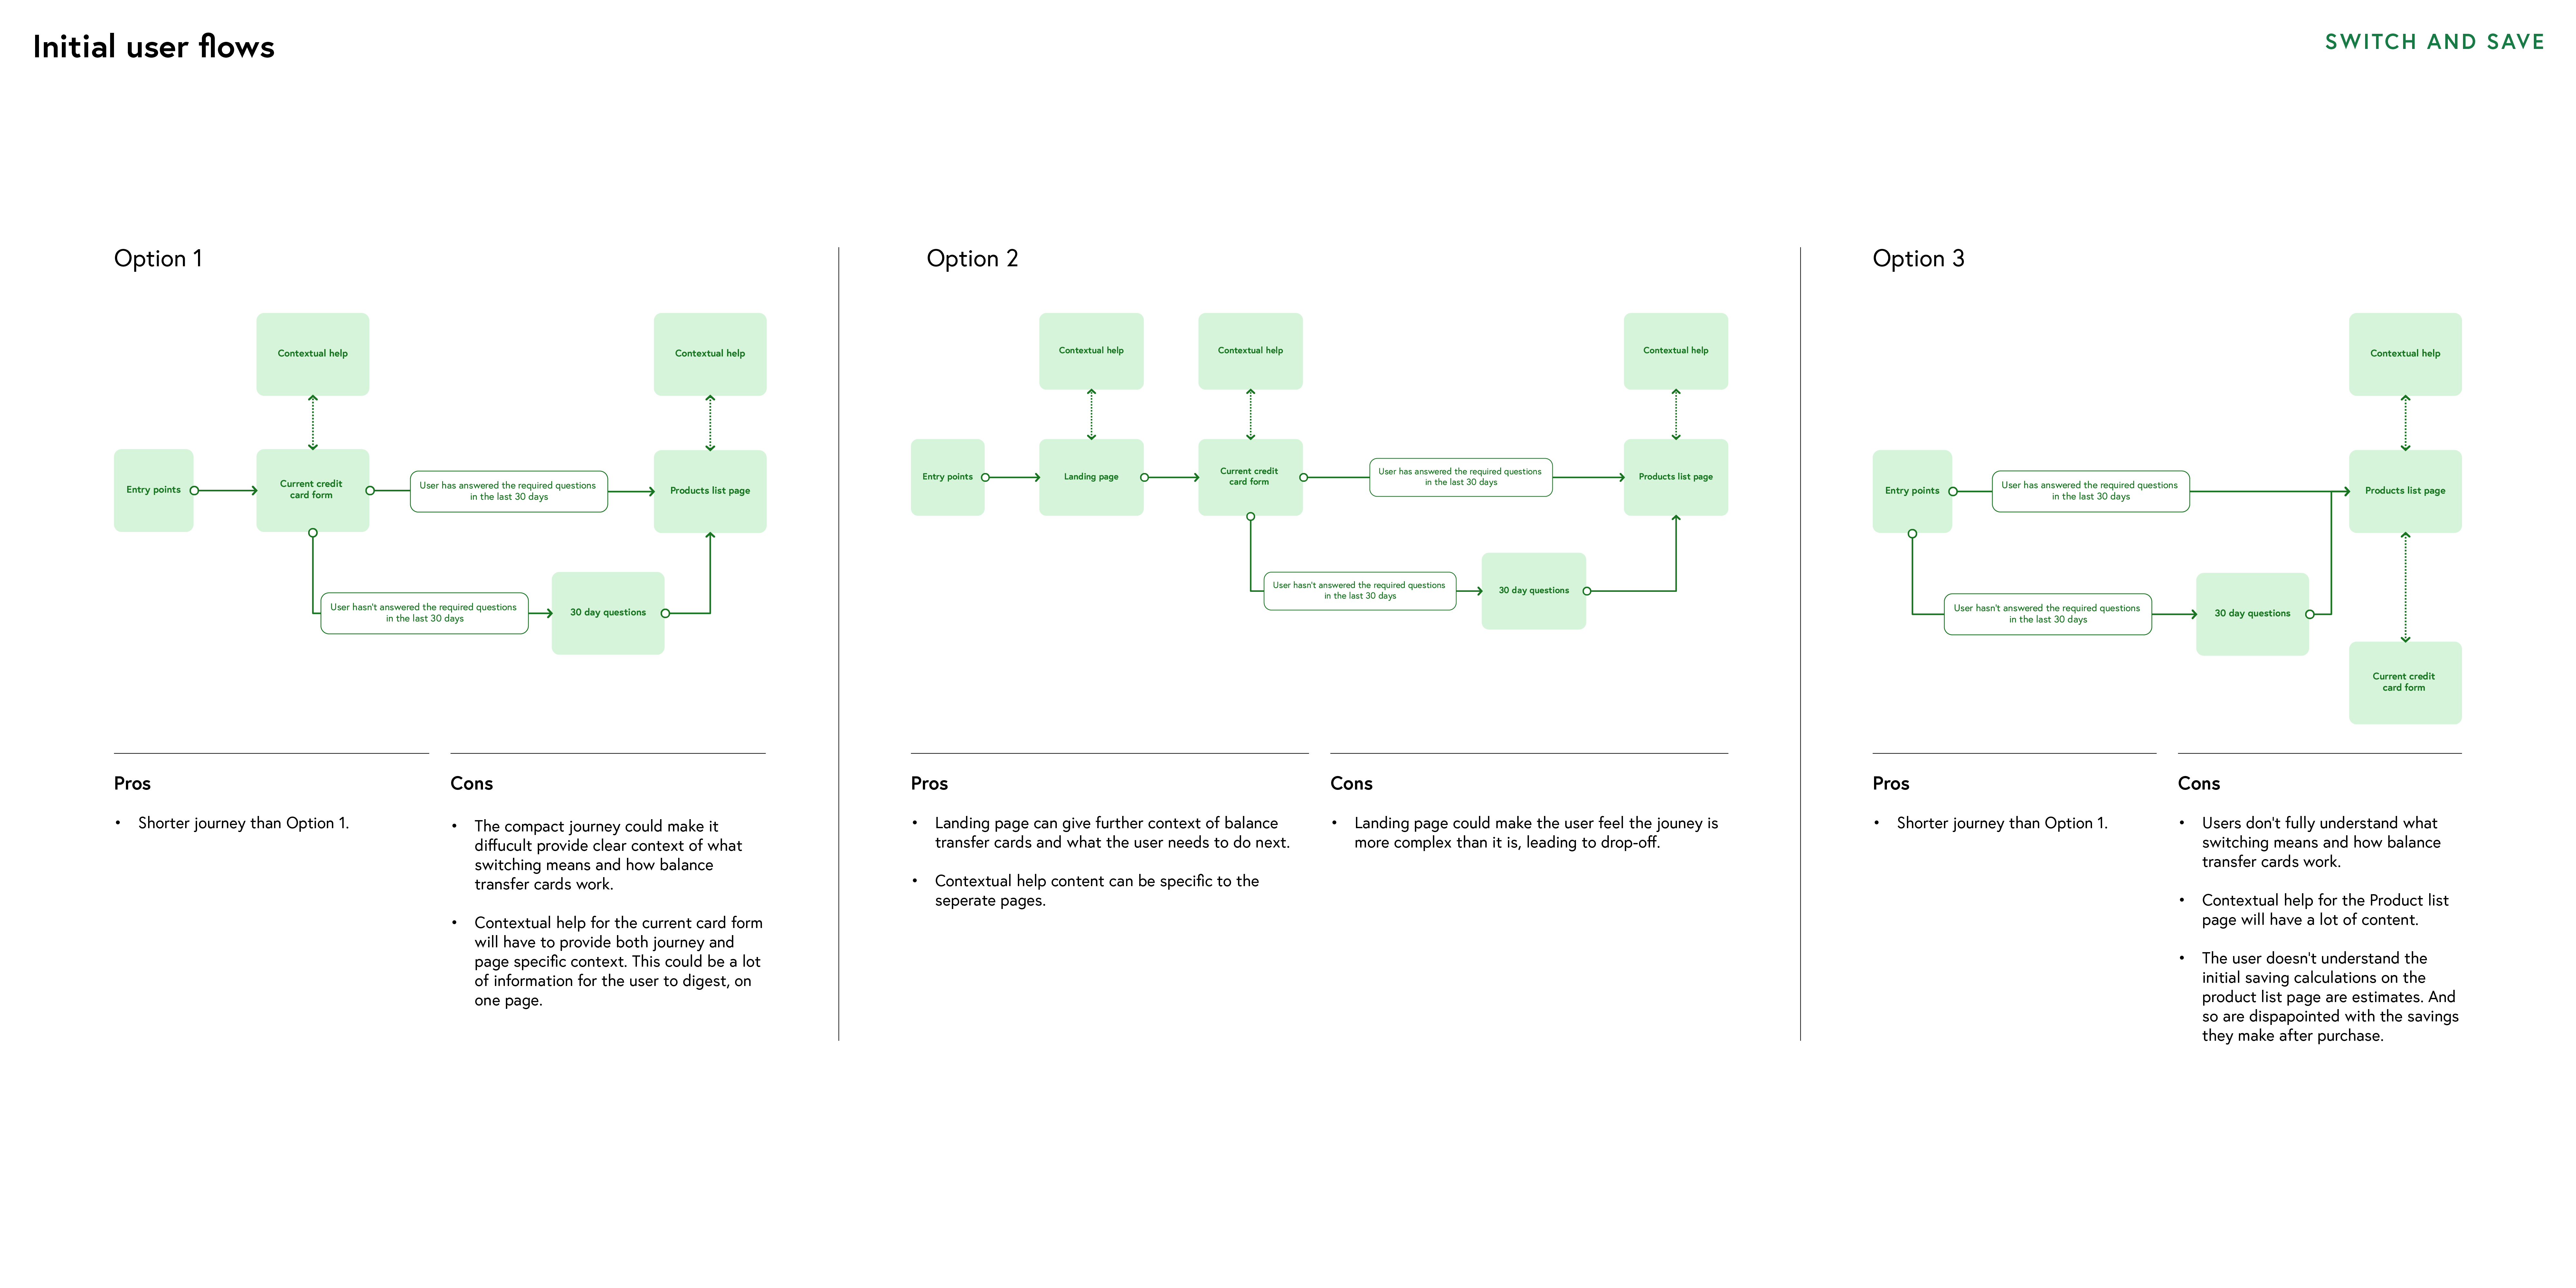 Initial user flows
SWITCH AND SAVE
Option 1
Contextual help
Contextual help
Entry points
Current credit
card form
User has answered the required questions
in the last 30 days
Products list page
User hasn't answered the required questions
in the last 30 days
30 day questions
Pros
• Shorter journey than Option 1.
Cons
• The compact journey could make it
diffucult provide clear context of what
switching means and how balance
transfer cards work.
• Contextual help for the current card form
will have to provide both journey and
page specific context. This could be a lot
of information for the user to digest, on
one page.
Option 2
Contextual help
Contextual help
Contextual help
Entry points
Landing page
Current credit
card form
User has answered the required questions
in the last 30 days
Products list page
User hasn't answered the required questions
in the last 30 days
30 day questions
Pros
• Landing page can give further context of balance
transfer cards and what the user needs to do next.
• Contextual help content can be specific to the
seperate pages.
Cons
• Landing page could make the user feel the jouney is
more complex than it is, leading to drop-off.
Option 3
Contextual help
Entry points
User has answered the required questions
in the last 30 days
Products list page
User hasn't answered the required questions
in the last 30 days
30 day questions
Current credit
card form
Pros
• Shorter journey than Option 1.
Cons
• Users don't fully understand what
switching means and how balance
transfer cards work.
• Contextual help for the Product list
page will have a lot of content.
• The user doesn't understand the
initial saving calculations on the
product list page are estimates. And
so are dispapointed with the savings
they make after purchase.